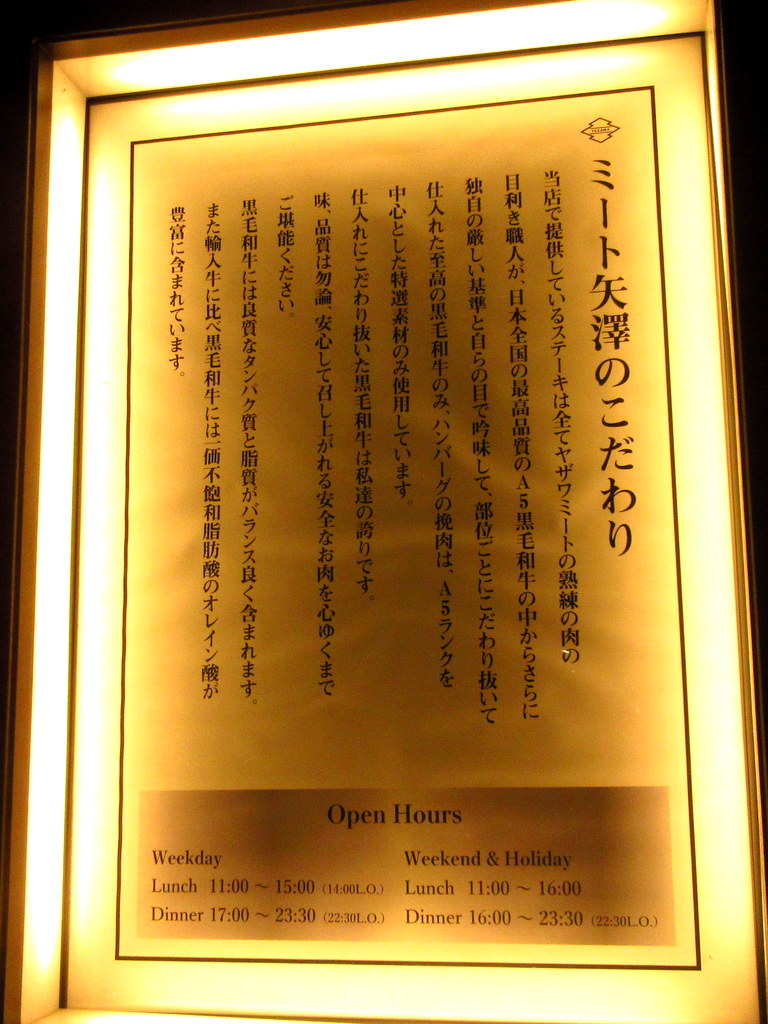 ミート矢澤のこだわり
当店で提供しているステーキは全てヤザワミートの熟練の肉の
目利き職人が、日本全国の最高品質のA5黒毛和牛の中からさらに
独自の厳しい基準と自らの目で吟味して、部位ごとにこだわり抜いて
仕入れた至高の黒毛和牛のみ、ハンバーグの挽肉は、A5ランクを
中心とした特選素材のみ使用しています。
仕入れにこだわり抜いた黒毛和牛は私達の誇りです。
味、品質は勿論、安心して召し上がれる安全なお肉を心ゆくまで
ご堪能ください。
黒毛和牛には良質なタンパク質と脂質がバランス良く含まれます。
また輸入牛に比べ黒毛和牛には一価不飽和脂肪酸のオレイン酸が
豊富に含まれています。
Open Hours
Weekday
Lunch 11:00 〜 15:00 (14:00L.O.)
Dinner 17:00 〜 23:30 (22:30L.O.)
Weekend & Holiday
Lunch 11:00 〜 16:00
Dinner 16:00 〜 23:30 (22:30L.O.)